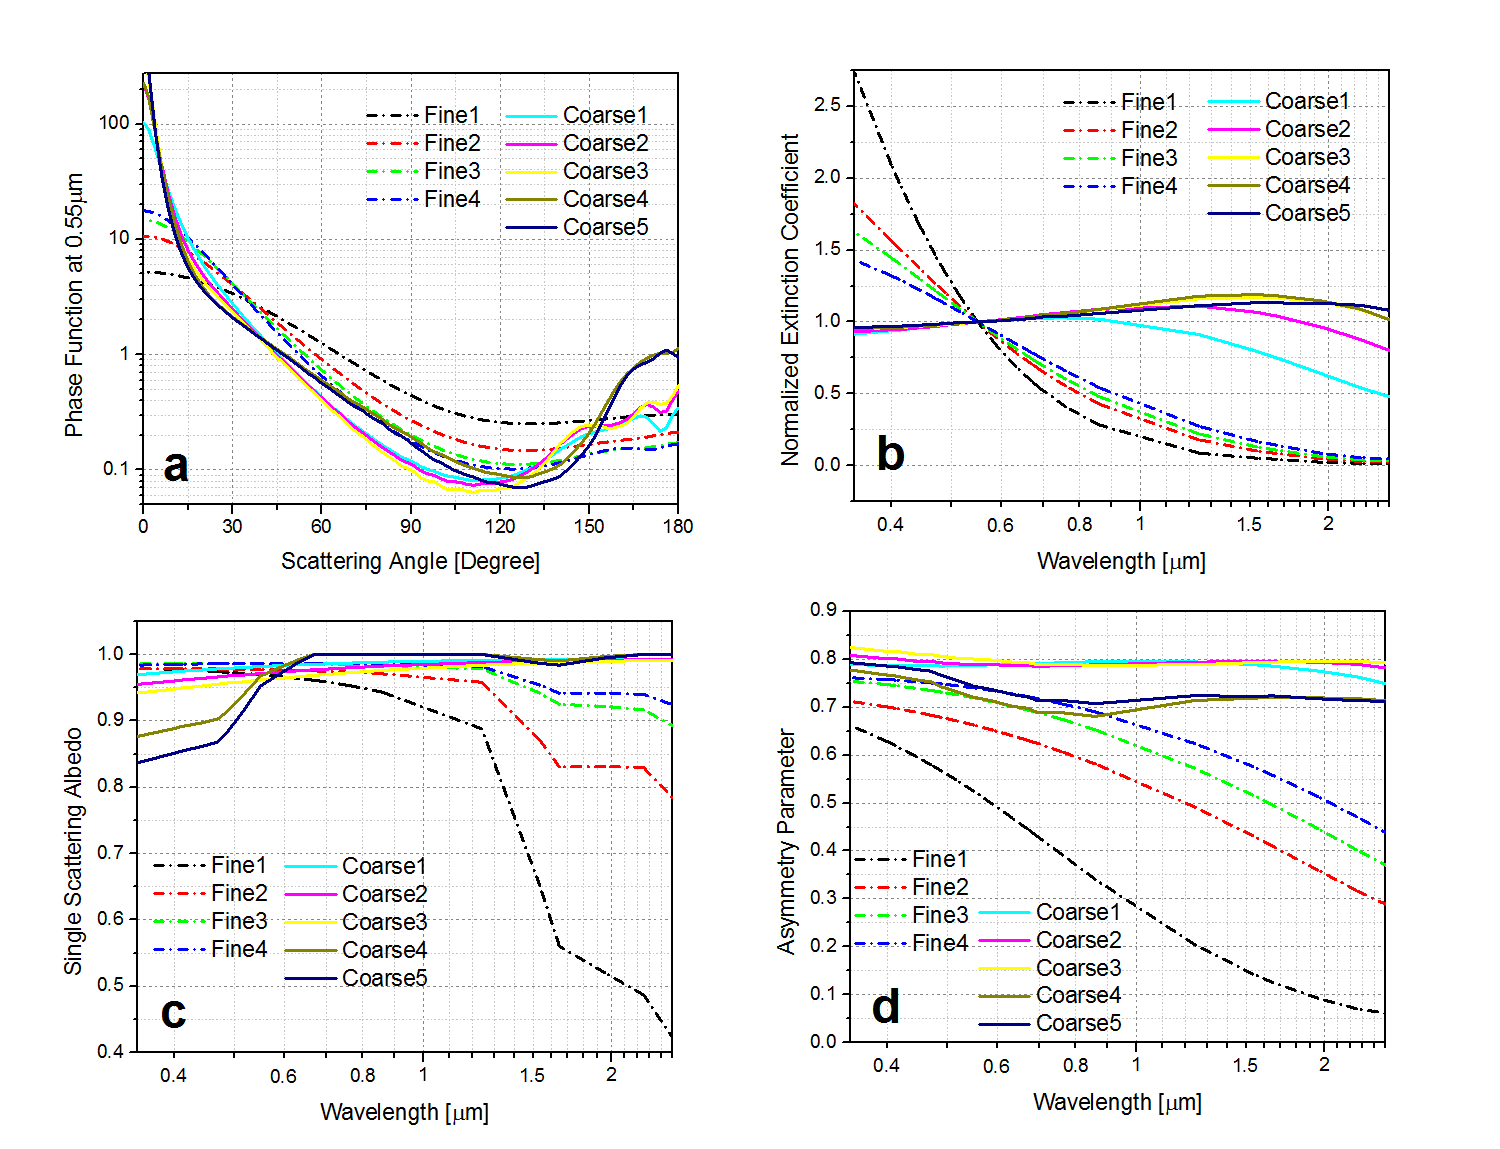 Phase Function at 0.55μm
100
10
1
0.1
Fine1
Fine2
Fine3
Fine4
Coarse1
Coarse2
Coarse3
Coarse4
Coarse5
a
0 30 60 90 120 150 180
Scattering Angle [Degree]
Normalized Extinction Coefficient
2.5
2.0
1.5
1.0
0.5
0.0
Fine1
Fine2
Fine3
Fine4
Coarse1
Coarse2
Coarse3
Coarse4
Coarse5
b
0.4 0.6 0.8 1 1.5 2
Wavelength [μm]
Single Scattering Albedo
1.0
0.9
0.8
0.7
0.6
0.5
0.4
Fine1
Fine2
Fine3
Fine4
Coarse1
Coarse2
Coarse3
Coarse4
Coarse5
c
0.4 0.6 1 1.5 2
Wavelength [μm]
Asymmetry Parameter
0.9
0.8
0.7
0.6
0.5
0.4
0.3
0.2
0.1
0.0
Fine1
Fine2
Fine3
Fine4
Coarse1
Coarse2
Coarse3
Coarse4
Coarse5
d
0.4 0.6 0.8 1 1.5 2
Wavelength [μm]